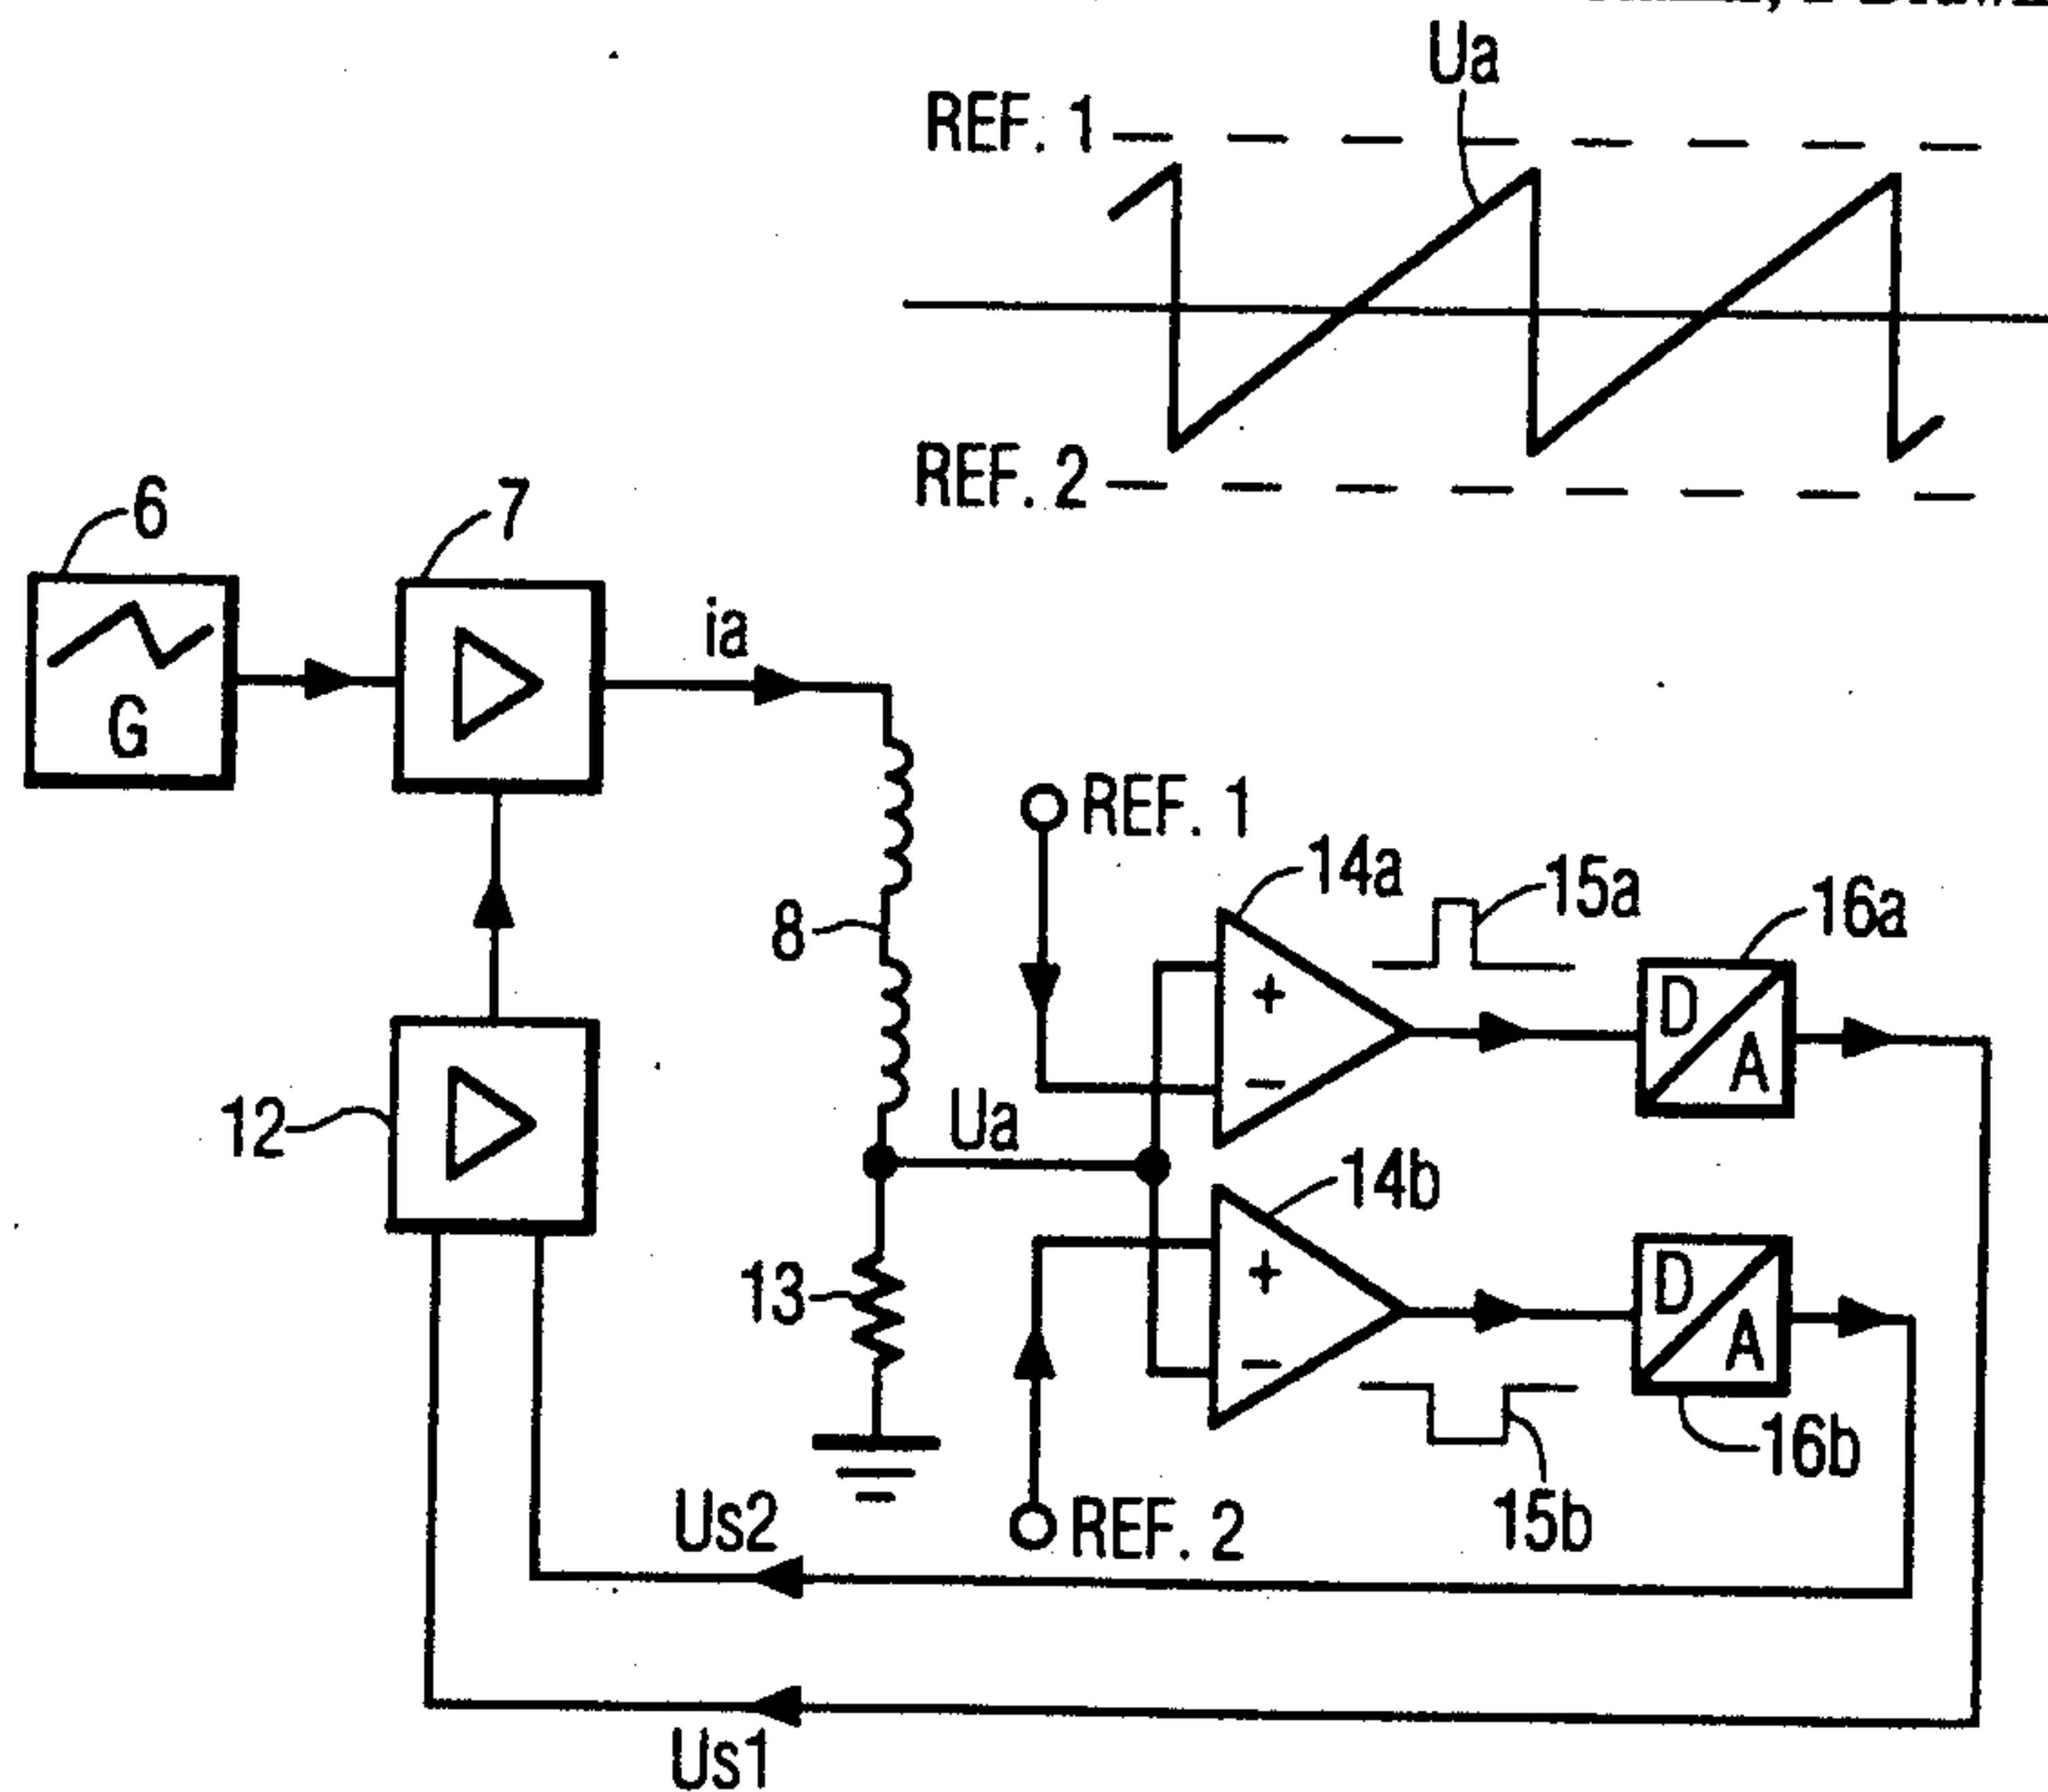 Ua
REF. 1
REF. 2
6
7
G
ia
REF. 1
14a
15a
16a
8
+
D
A
−
12
Ua
14b
13
+
D
A
−
16b
15b
REF. 2
Us2
Us1